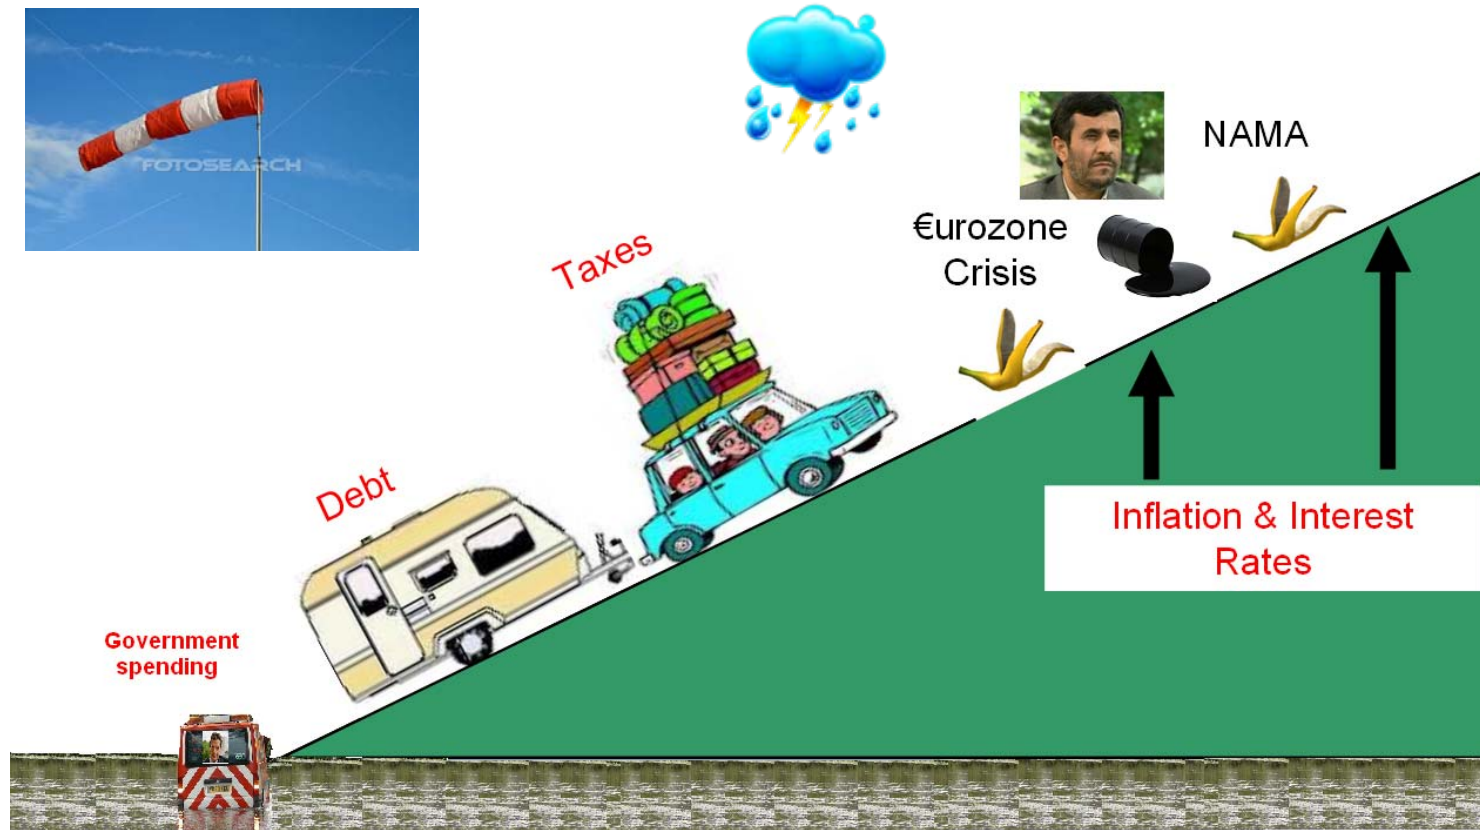 FOTOSEARCH
NAMA
€urozone
Crisis
Taxes
Debt
Inflation & Interest
Rates
Government
spending